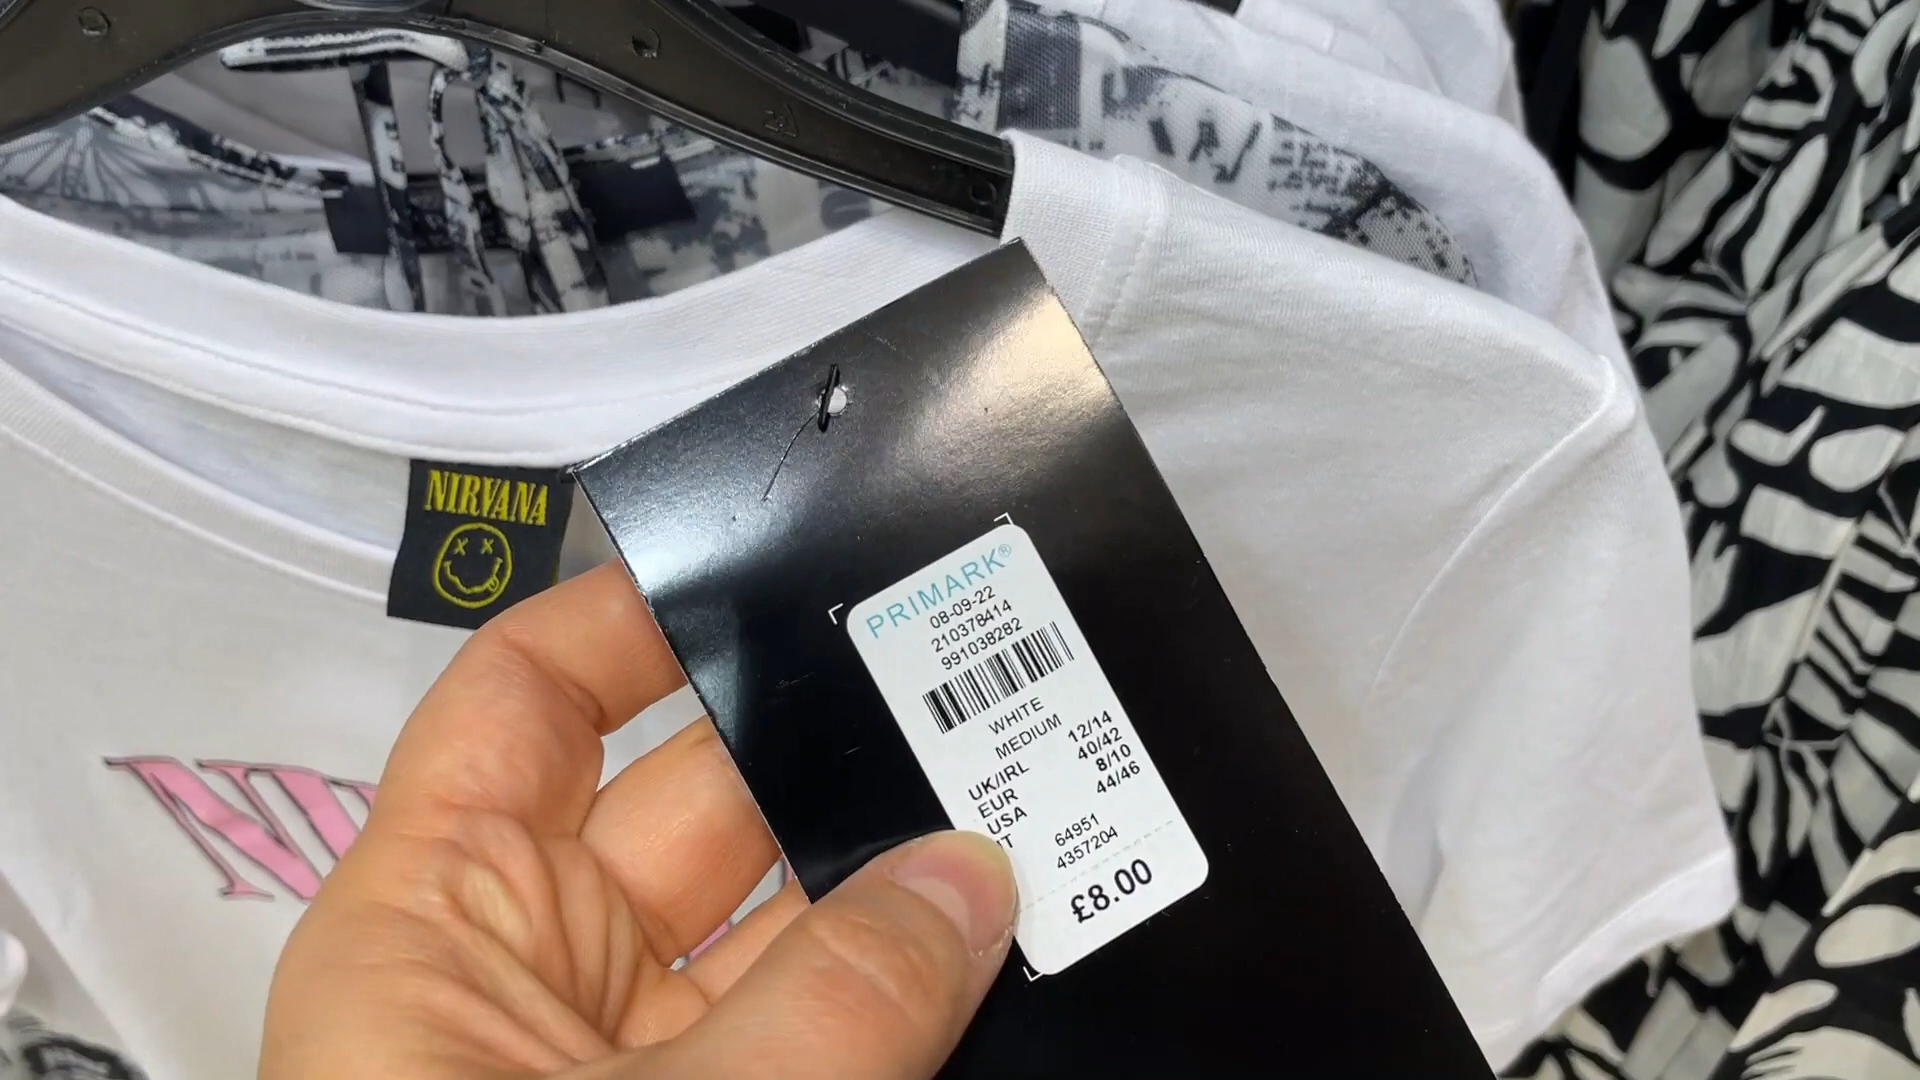 NIRVANA
PRIMARK®
08-09-22
210378414
991038282
WHITE
MEDIUM
UK/IRL 12/14
EUR 40/42
USA 8/10
IT 44/46
64951
4357204
£8.00